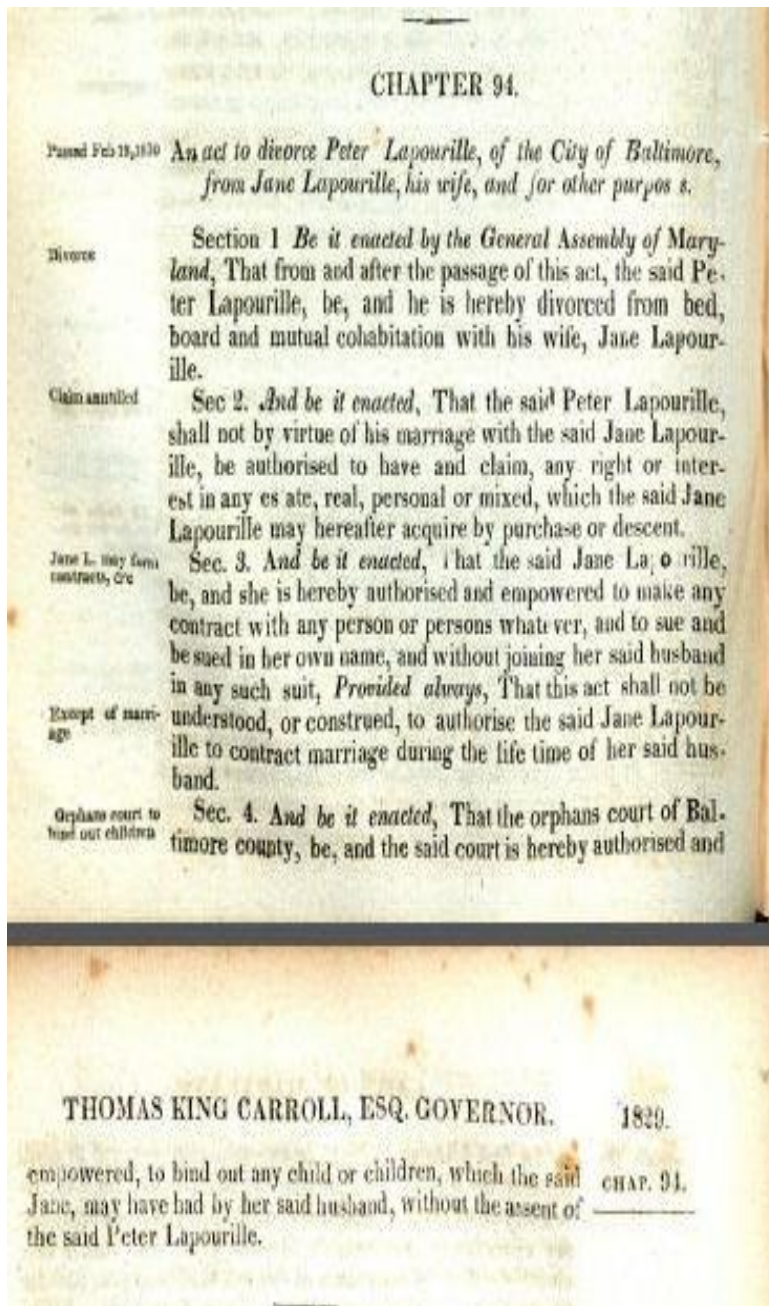 CHAPTER 94.
Passed Feb 19, 1830 An act to divorce Peter Lapourille, of the City of Baltimore,
from Jane Lapourille, his wife, and for other purpos s.
Divorce
Section 1 Be it enacted by the General Assembly of Mary-
land, That from and after the passage of this act, the said Pe-
ter Lapourille, be, and he is hereby divorced from bed,
board and mutual cohabitation with his wife, Jane Lapour-
ille.
Claim annulled
Sec 2. And be it enacted, That the said Peter Lapourille,
shall not by virtue of his marriage with the said Jane Lapour-
ille, be authorised to have and claim, any right or inter-
est in any es ate, real, personal or mixed, which the said Jane
Lapourille may hereafter acquire by purchase or descent.
Jane L. may form
contracts, &c
Sec. 3. And be it enacted, That the said Jane La o rille,
be, and she is hereby authorised and empowered to make any
contract with any person or persons whatever, and to sue and
be sued in her own name, and without joining her said husband
in any such suit, Provided always, That this act shall not be
Except of marri-
age
understood, or construed, to authorise the said Jane Lapour-
ille to contract marriage during the life time of her said hus-
band.
Orphans court to
bind out children
Sec. 4. And be it enacted, That the orphans court of Bal-
timore county, be, and the said court is hereby authorised and
THOMAS KING CARROLL, ESQ. GOVERNOR. 1829.
empowered, to bind out any child or children, which the said
CHAP. 94.
Jane, may have had by her said husband, without the assent of
the said Peter Lapourille.